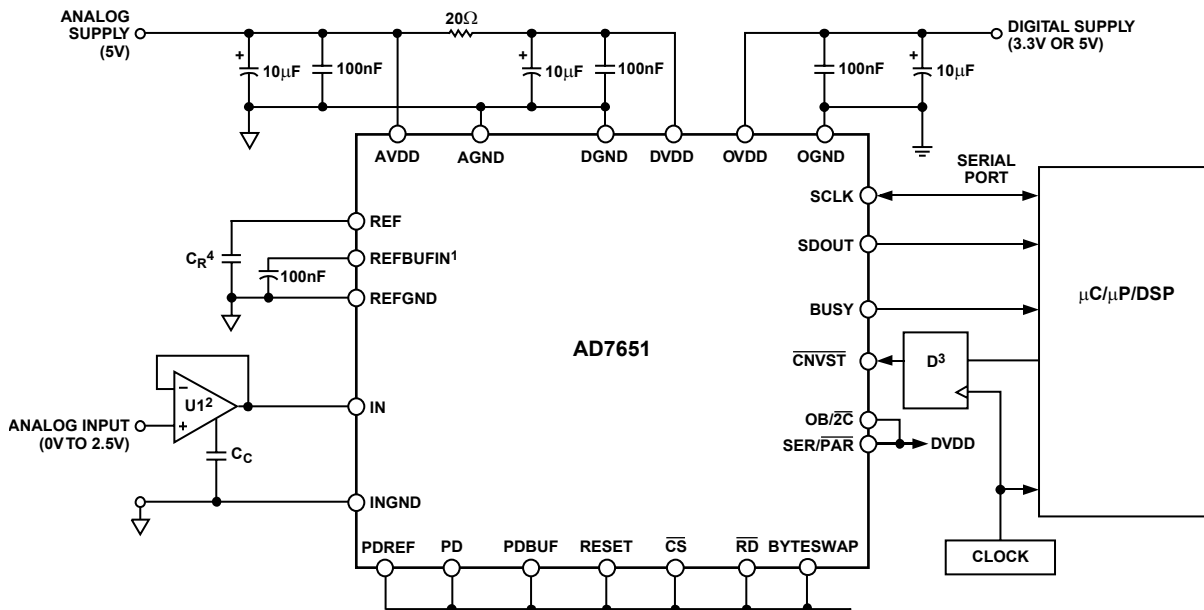 ANALOG
SUPPLY
(5V)
20Ω
DIGITAL SUPPLY
(3.3V OR 5V)
+
10μF
100nF
+
10μF
100nF
100nF
+
10μF
AVDD
AGND
DGND
DVDD
OVDD
OGND
SERIAL
PORT
SCLK
REF
SDOUT
CR4
REFBUFIN1
100nF
REFGND
BUSY
μC/μP/DSP
AD7651
CNVST
D3
–
U12
+
IN
ANALOG INPUT
(0V TO 2.5V)
OB/2C
SER/PAR
DVDD
CC
INGND
PDREF
PD
PDBUF
RESET
CS
RD
BYTESWAP
CLOCK